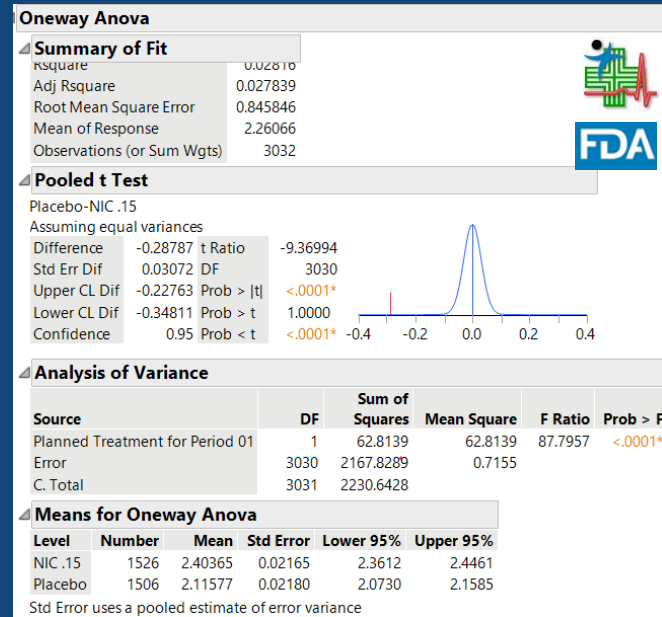 Oneway Anova
Summary of Fit
Rsquare 0.02816
Adj Rsquare 0.027839
Root Mean Square Error 0.845846
Mean of Response 2.26066
Observations (or Sum Wgts) 3032
FDA
Pooled t Test
Placebo-NIC .15
Assuming equal variances
Difference -0.28787 t Ratio -9.36994
Std Err Dif 0.03072 DF 3030
Upper CL Dif -0.22763 Prob > |t| <.0001*
Lower CL Dif -0.34811 Prob > t 1.0000
Confidence 0.95 Prob < t <.0001*
-0.4 -0.2 0.0 0.2 0.4
Analysis of Variance
Sum of
Source DF Squares Mean Square F Ratio Prob > F
Planned Treatment for Period 01 1 62.8139 62.8139 87.7957 <.0001*
Error 3030 2167.8289 0.7155
C. Total 3031 2230.6428
Means for Oneway Anova
Level Number Mean Std Error Lower 95% Upper 95%
NIC .15 1526 2.40365 0.02165 2.3612 2.4461
Placebo 1506 2.11577 0.02180 2.0730 2.1585
Std Error uses a pooled estimate of error variance